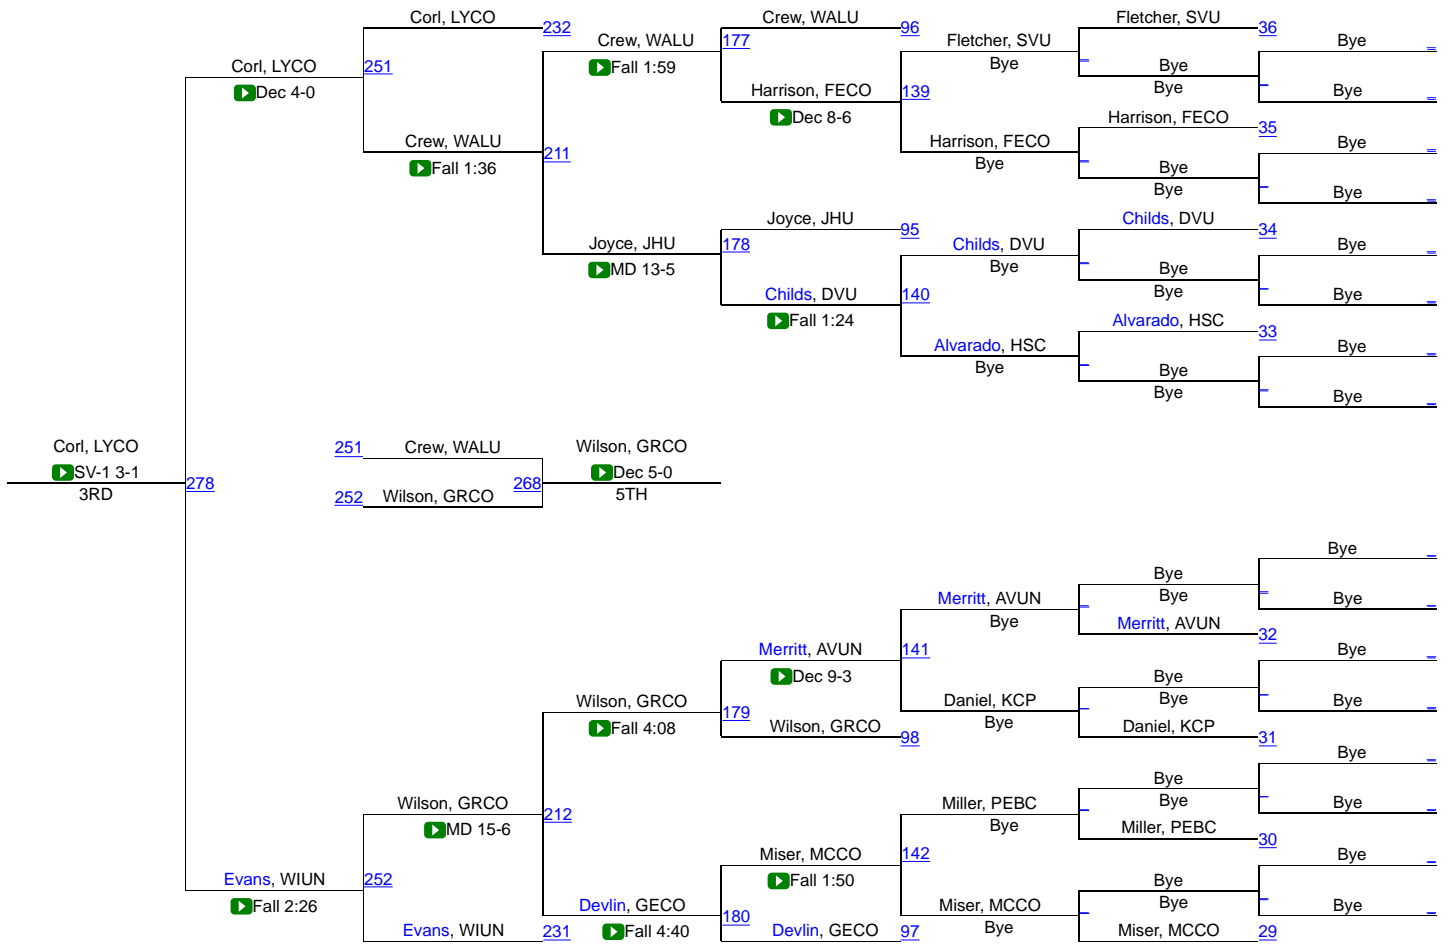 Corl, LYCO
232
Crew, WALU
96
Fletcher, SVU
36
Crew, WALU
177
Fletcher, SVU
Bye
Bye
Corl, LYCO
251
Fall 1:59
Bye
Bye
Dec 4-0
Harrison, FECO
139
Bye
Bye
Dec 8-6
Harrison, FECO
35
Crew, WALU
211
Harrison, FECO
Bye
Fall 1:36
Bye
Bye
Bye
Bye
Joyce, JHU
95
Childs, DVU
34
Joyce, JHU
178
Childs, DVU
Bye
MD 13-5
Bye
Bye
Childs, DVU
140
Bye
Bye
Fall 1:24
Alvarado, HSC
33
Alvarado, HSC
Bye
Bye
Bye
Bye
Bye
Corl, LYCO
251
Crew, WALU
Wilson, GRCO
SV-1 3-1
Dec 5-0
278
268
3RD
252
Wilson, GRCO
5TH
Bye
Bye
Merritt, AVUN
Bye
Bye
Bye
Merritt, AVUN
32
Merritt, AVUN
141
Bye
Dec 9-3
Bye
Wilson, GRCO
Daniel, KCP
Bye
Bye
179
Bye
Fall 4:08
Wilson, GRCO
98
Daniel, KCP
31
Bye
Bye
Wilson, GRCO
Miller, PEBC
Bye
Bye
212
Bye
MD 15-6
Miller, PEBC
30
Miser, MCCO
142
Bye
Evans, WIUN
252
Fall 1:50
Bye
Fall 2:26
Devlin, GECO
Miser, MCCO
Bye
Bye
180
Evans, WIUN
231
Fall 4:40
Devlin, GECO
97
Bye
Miser, MCCO
29